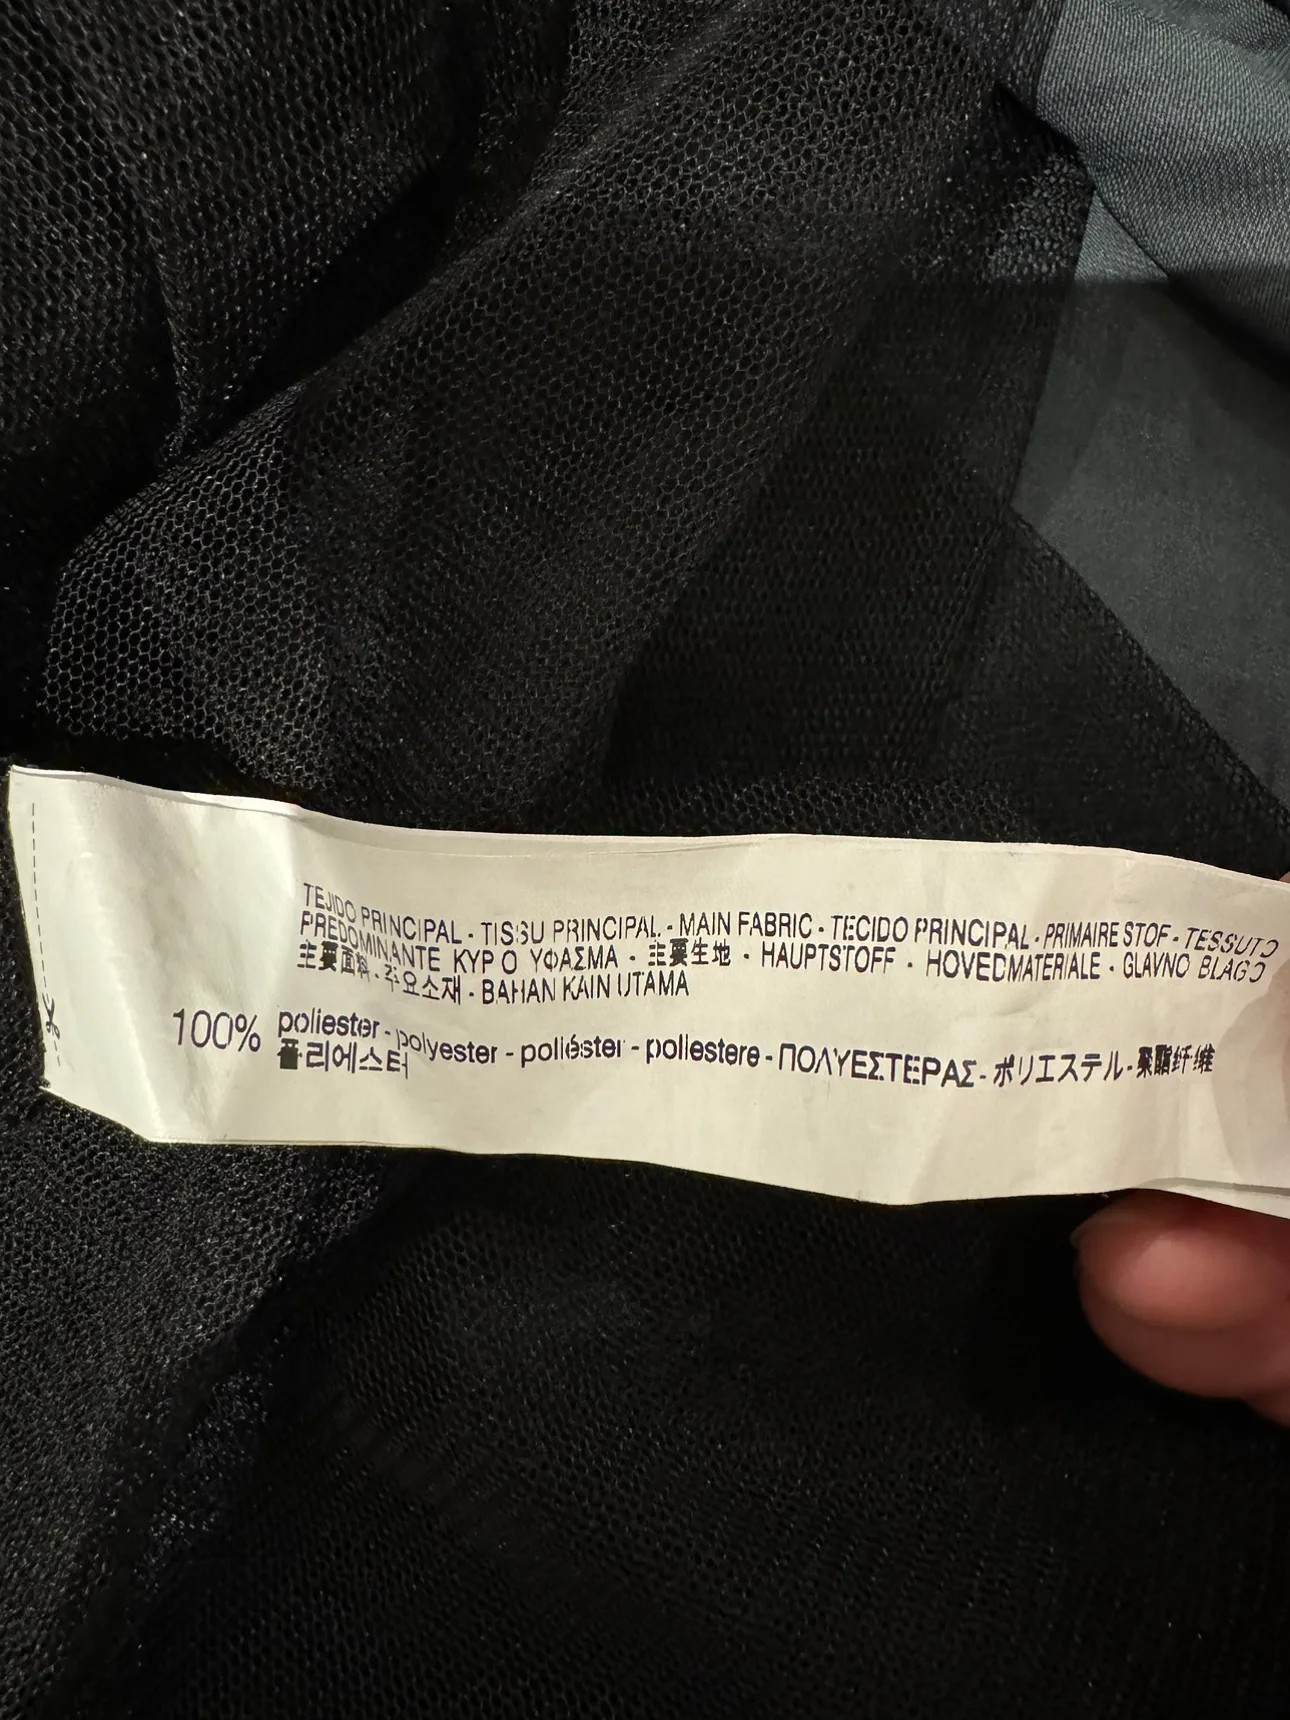 TEJIDO PRINCIPAL - TISSU PRINCIPAL - MAIN FABRIC - TECIDO PRINCIPAL - PRIMAIRE STOF - TESSUTO
PREDOMINANTE ΚΥΡΙΟ ΥΦΑΣΜΑ - 主要生地 - HAUPTSTOFF - HOVEDMATERIALE - GLAVNO BLAGO
主要面料 - 주요소재 - BAHAN KAIN UTAMA
100% poliester - polyester - poliéster - poliestere - ΠΟΛΥΕΣΤΕΡΑΣ - ポリエステル - 聚酯纤维
폴리에스터